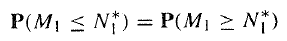 P(M₁ ≤ N₁*) = P(M₁ ≥ N₁*)